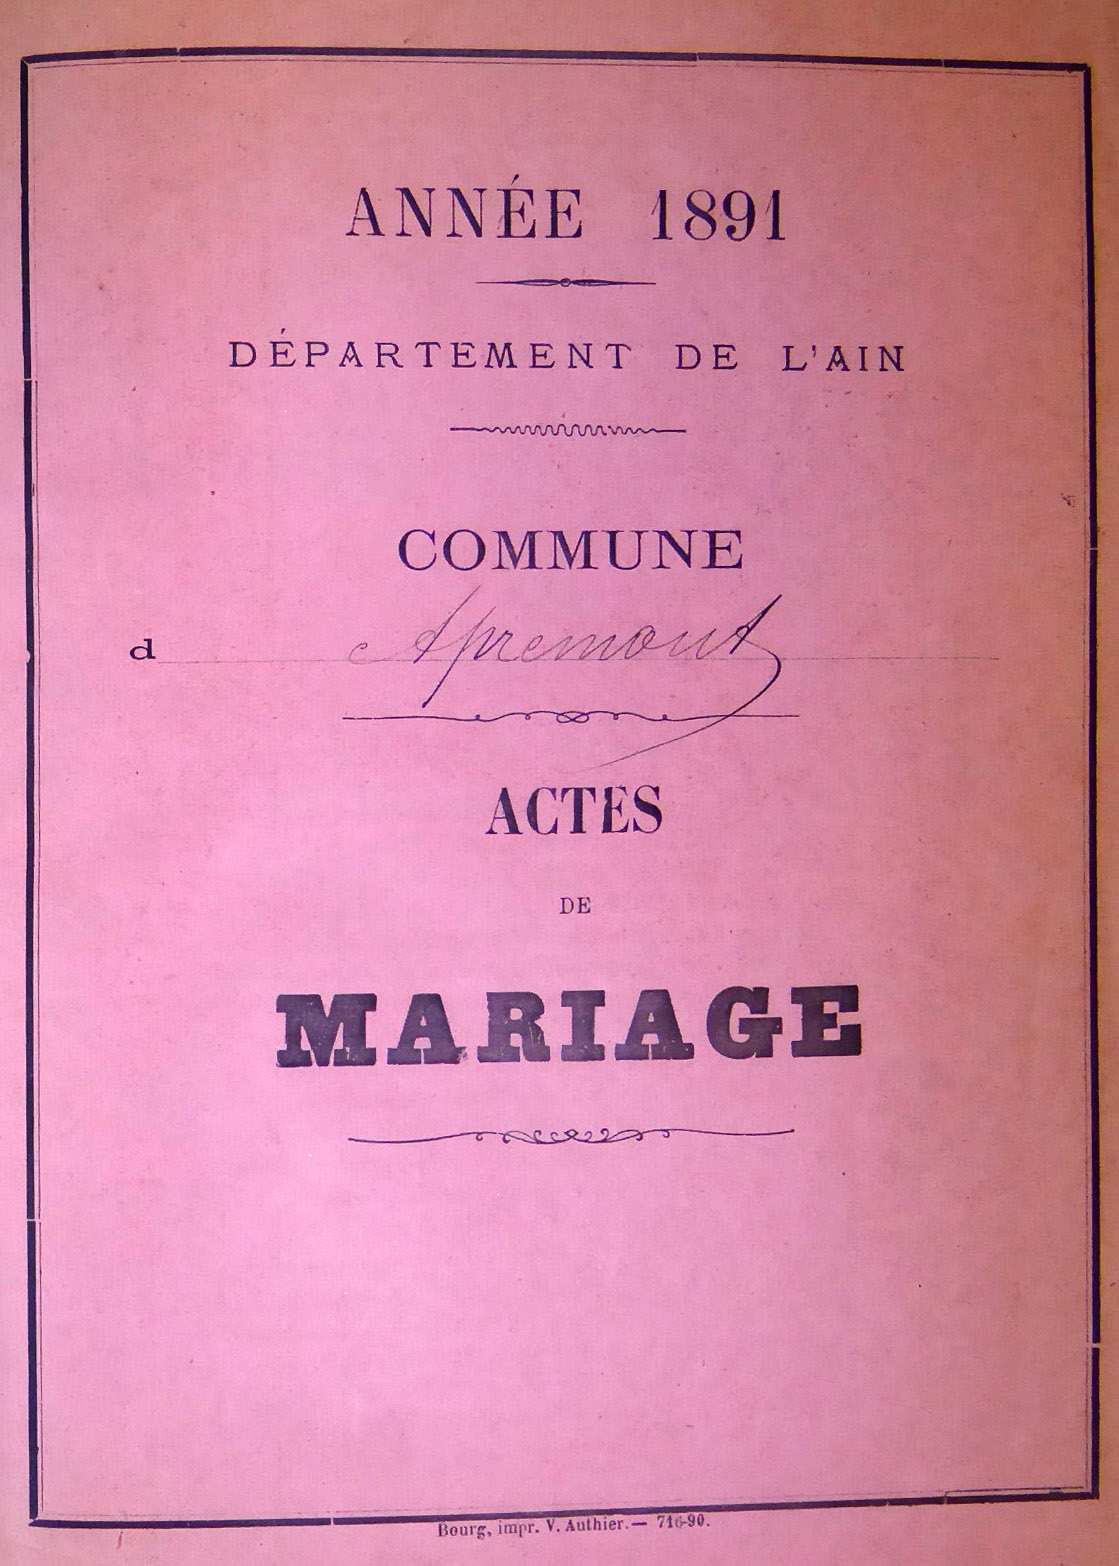 ANNÉE 1891
DÉPARTEMENT DE L'AIN
COMMUNE
d Apremont
ACTES
DE
MARIAGE
Bourg, impr. V. Authier.— 716-90.